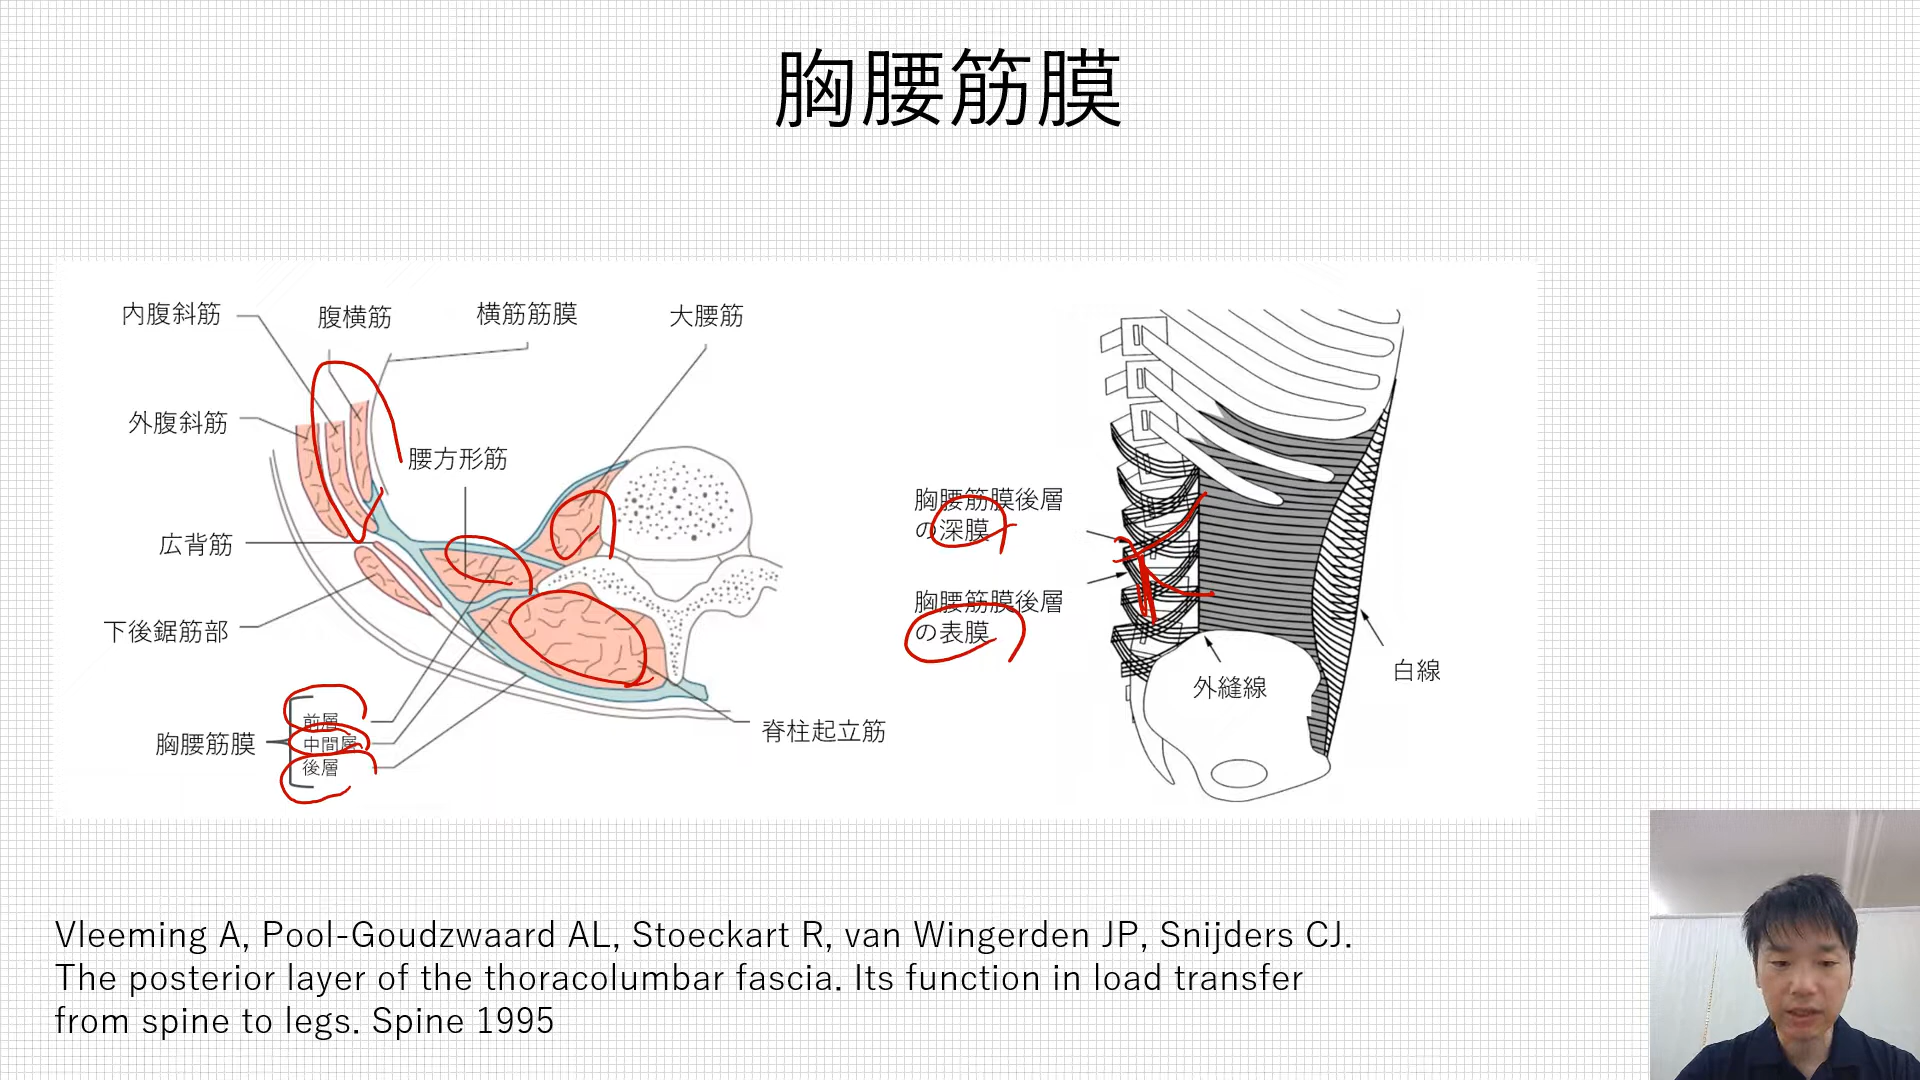 胸腰筋膜
内腹斜筋
腹横筋
横筋筋膜
大腰筋
外腹斜筋
腰方形筋
広背筋
下後鋸筋部
胸腰筋膜
前層
中間層
後層
脊柱起立筋
胸腰筋膜後層
の深膜
胸腰筋膜後層
の表膜
外縫線
白線
Vleeming A, Pool-Goudzwaard AL, Stoeckart R, van Wingerden JP, Snijders CJ.
The posterior layer of the thoracolumbar fascia. Its function in load transfer
from spine to legs. Spine 1995